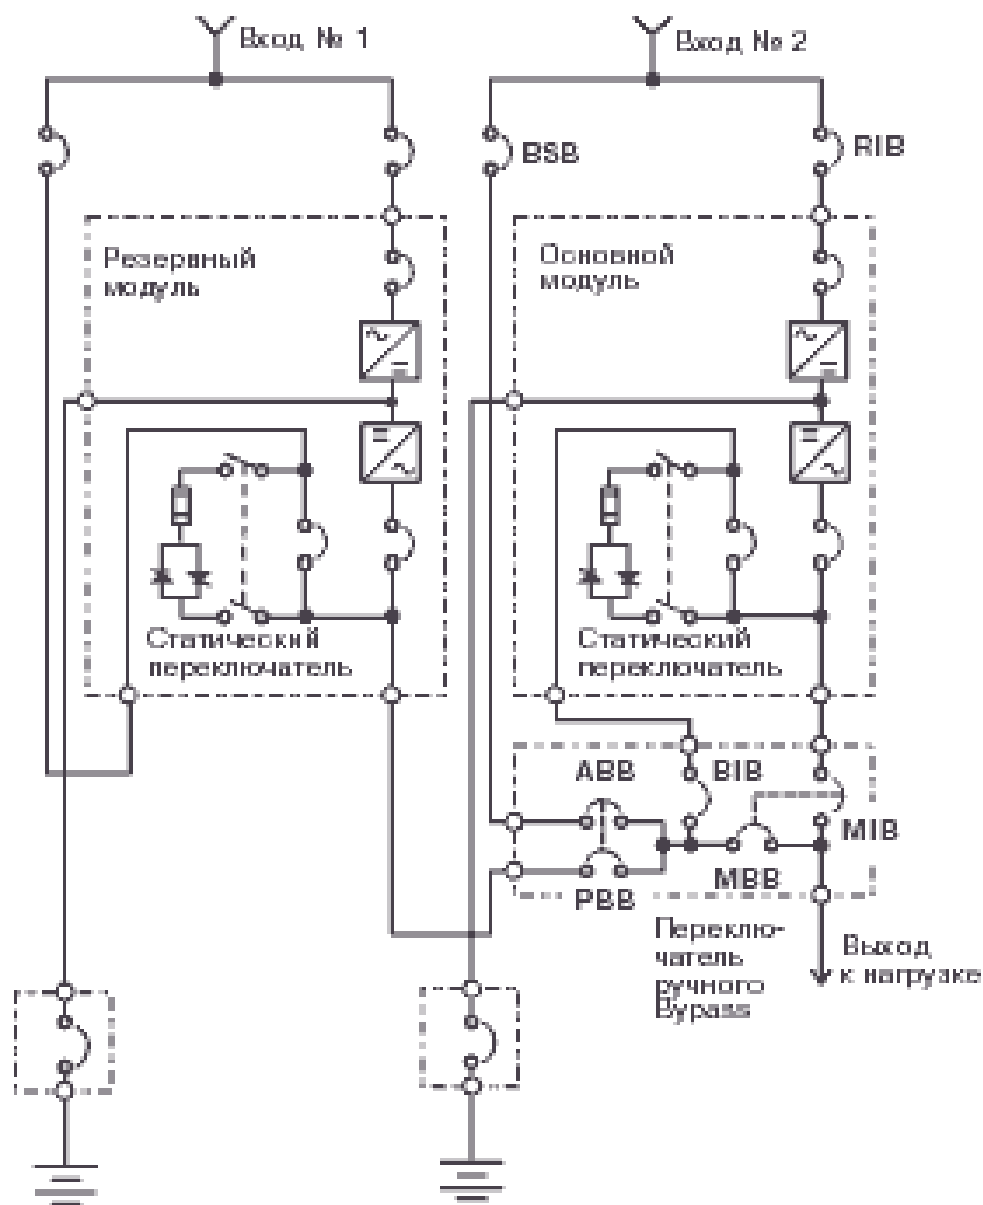 Вход № 1
Вход № 2
BSB
RIB
Резервный
модуль
Основной
модуль
Статический
переключатель
Статический
переключатель
ABB
BIB
MIB
MBB
PBB
Переклю-
чатель
ручного
Bypass
Выход
к нагрузке